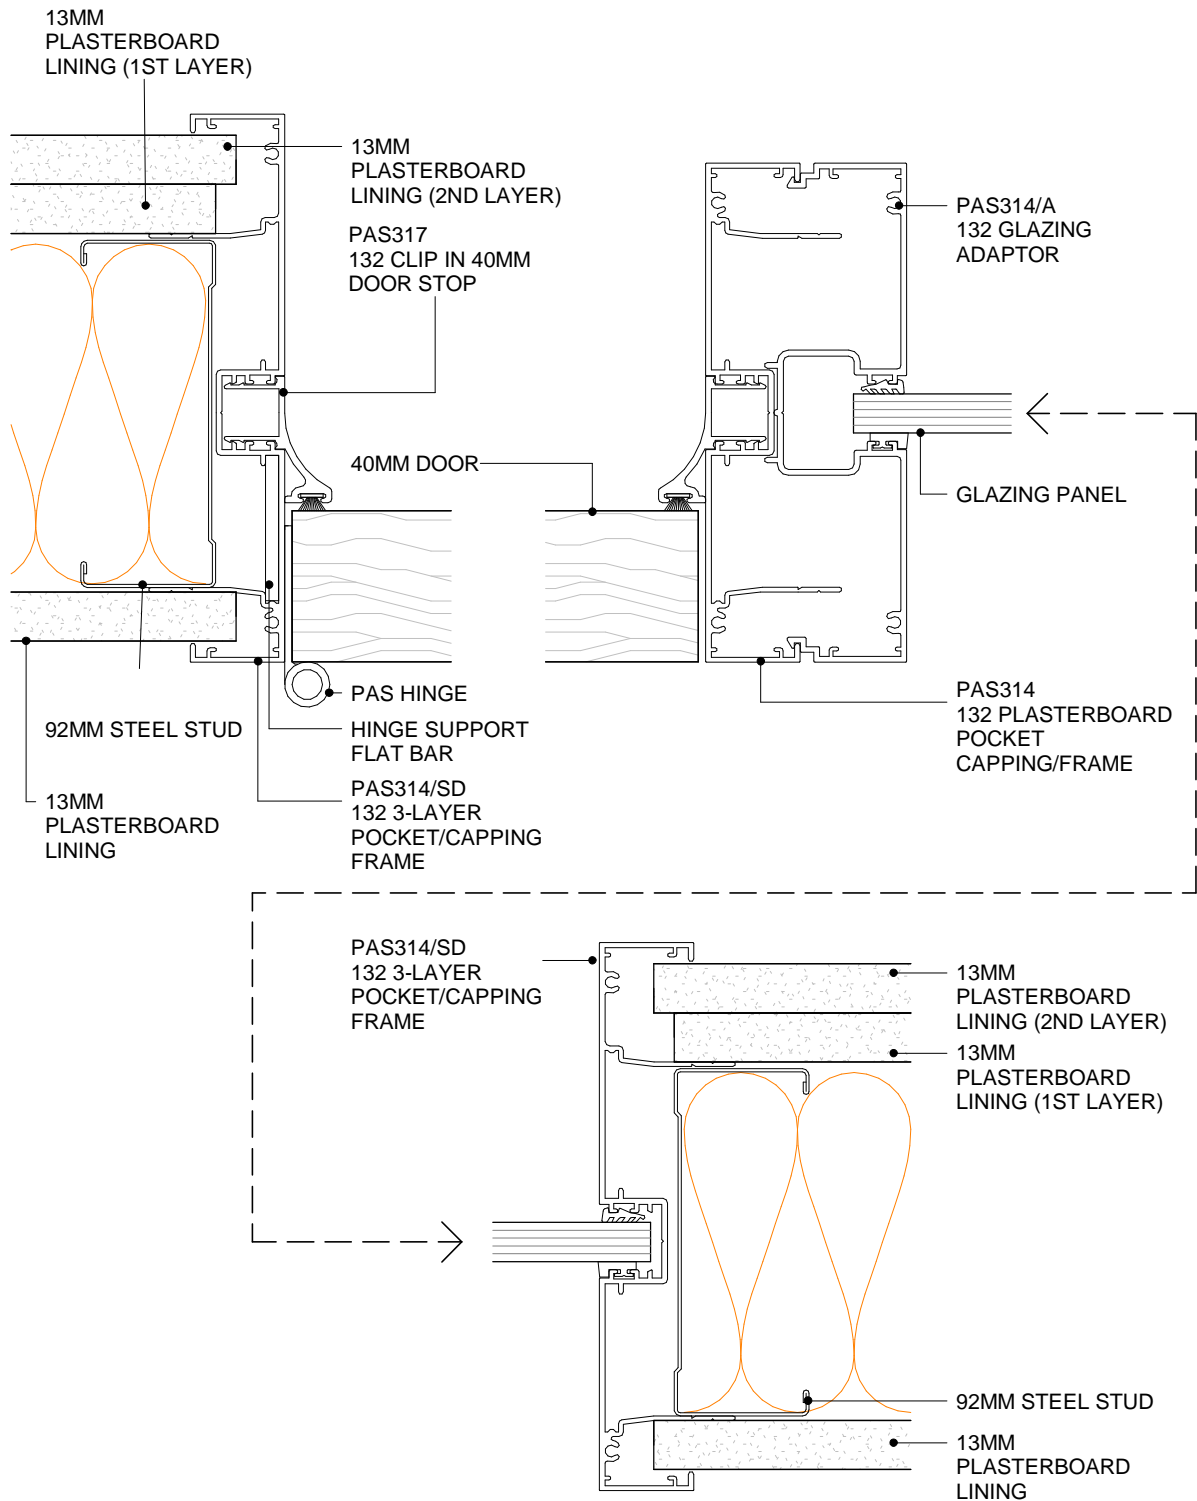 13MM
PLASTERBOARD
LINING (1ST LAYER)
13MM
PLASTERBOARD
LINING (2ND LAYER)
PAS317
132 CLIP IN 40MM
DOOR STOP
PAS314/A
132 GLAZING
ADAPTOR
40MM DOOR
GLAZING PANEL
PAS HINGE
92MM STEEL STUD
HINGE SUPPORT
FLAT BAR
PAS314
132 PLASTERBOARD
POCKET
CAPPING/FRAME
13MM
PLASTERBOARD
LINING
PAS314/SD
132 3-LAYER
POCKET/CAPPING
FRAME
PAS314/SD
132 3-LAYER
POCKET/CAPPING
FRAME
13MM
PLASTERBOARD
LINING (2ND LAYER)
13MM
PLASTERBOARD
LINING (1ST LAYER)
92MM STEEL STUD
13MM
PLASTERBOARD
LINING